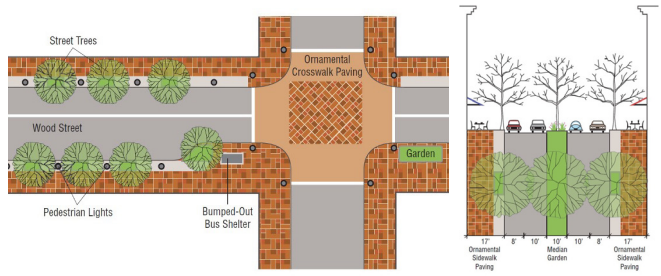 Street Trees
Ornamental
Crosswalk Paving
Wood Street
Garden
Pedestrian Lights
Bumped-Out
Bus Shelter
17" 8' 10' 10' 10' 8' 17"
Ornamental
Sidewalk
Paving
Median
Garden
Ornamental
Sidewalk
Paving